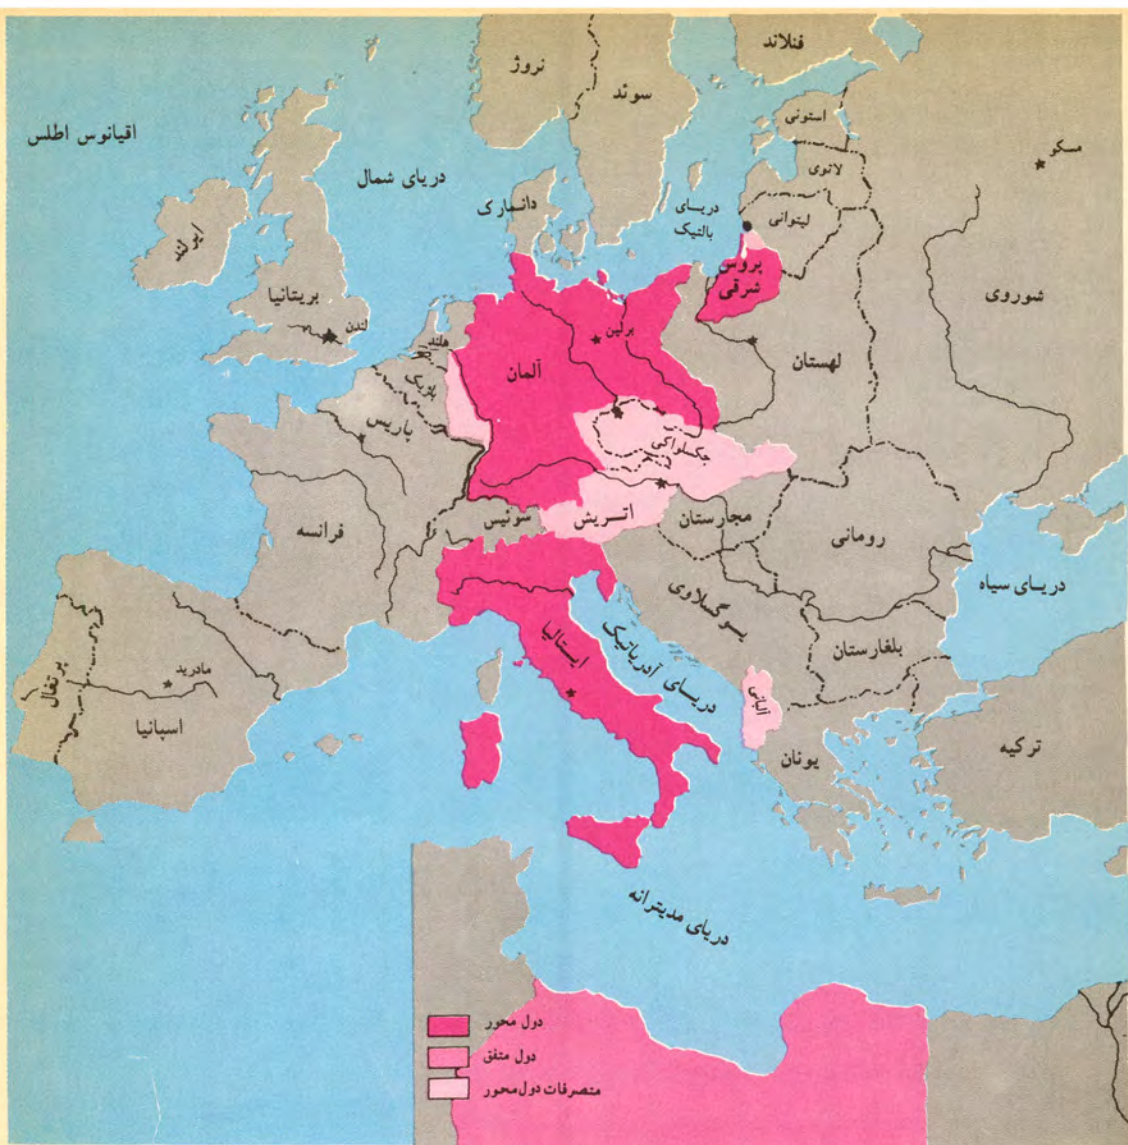 فنلاند
نروژ
سوئد
استونی
اقیانوس اطلس
مسکو
لاتوی
دریای شمال
دانمارک
دریای
بالتیک
لیتوانی
ایرلند
پروس
شرقی
بریتانیا
شوروی
لندن
هلند
برلین
لهستان
آلمان
بلژیک
پاریس
چکسلواکی
سوئیس
اتریش
مجارستان
فرانسه
رومانی
دریای سیاه
یوگسلاوی
ایتالیا
دریای آدریاتیک
بلغارستان
پرتغال
مادرید
اسپانیا
آلبانی
یونان
ترکیه
دریای مدیترانه
دول محور
دول متفق
متصرفات دول محور